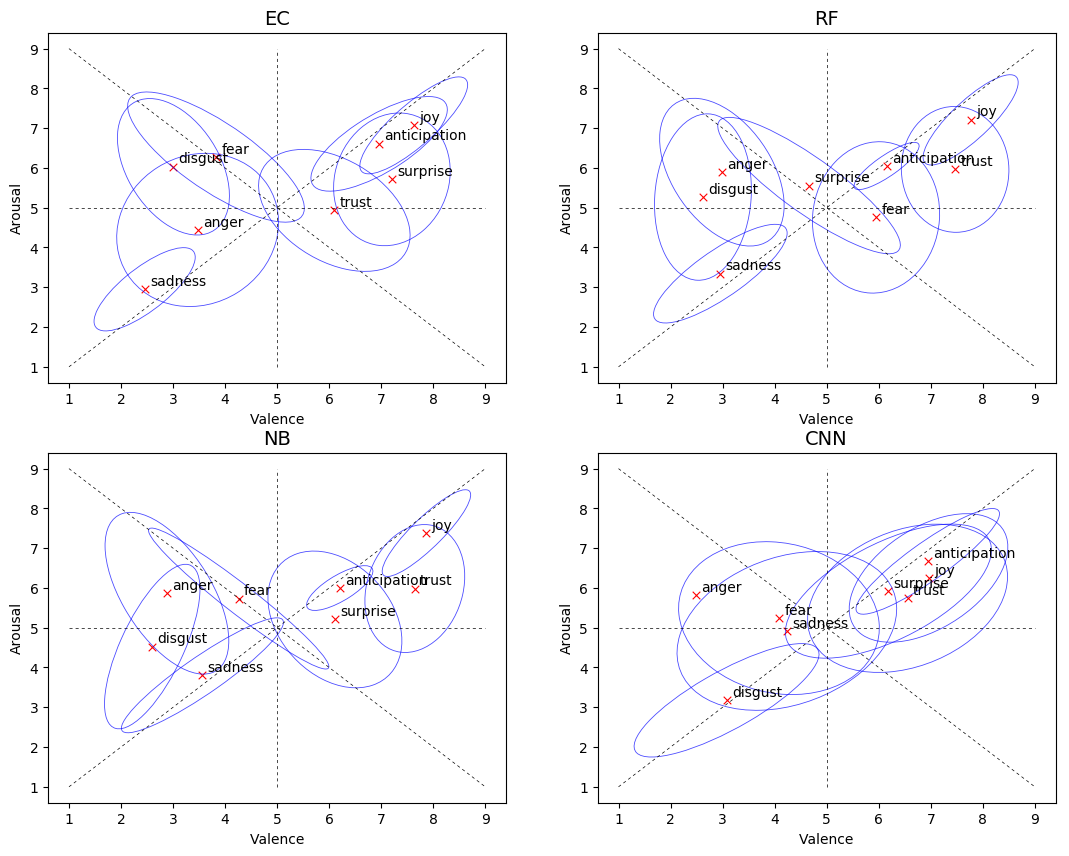 EC
9
8
7
6
5
4
3
2
1
Arousal
joy
anticipation
fear
disgust
surprise
trust
anger
sadness
1 2 3 4 5 6 7 8 9
Valence
RF
9
8
7
6
5
4
3
2
1
Arousal
joy
anticipation
trust
anger
surprise
disgust
fear
sadness
1 2 3 4 5 6 7 8 9
Valence
NB
9
8
7
6
5
4
3
2
1
Arousal
joy
anger
anticipation
trust
fear
surprise
disgust
sadness
1 2 3 4 5 6 7 8 9
Valence
CNN
9
8
7
6
5
4
3
2
1
Arousal
anticipation
joy
anger
surprise
trust
fear
sadness
disgust
1 2 3 4 5 6 7 8 9
Valence